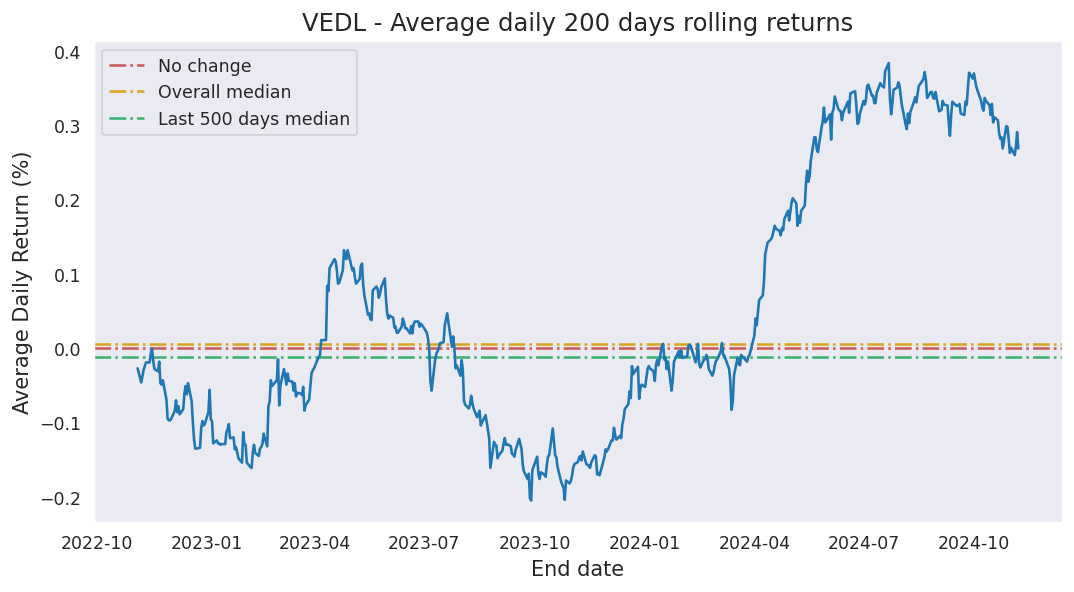 VEDL - Average daily 200 days rolling returns
No change
Overall median
Last 500 days median
Average Daily Return (%)
0.4
0.3
0.2
0.1
0.0
−0.1
−0.2
2022-10 2023-01 2023-04 2023-07 2023-10 2024-01 2024-04 2024-07 2024-10
End date